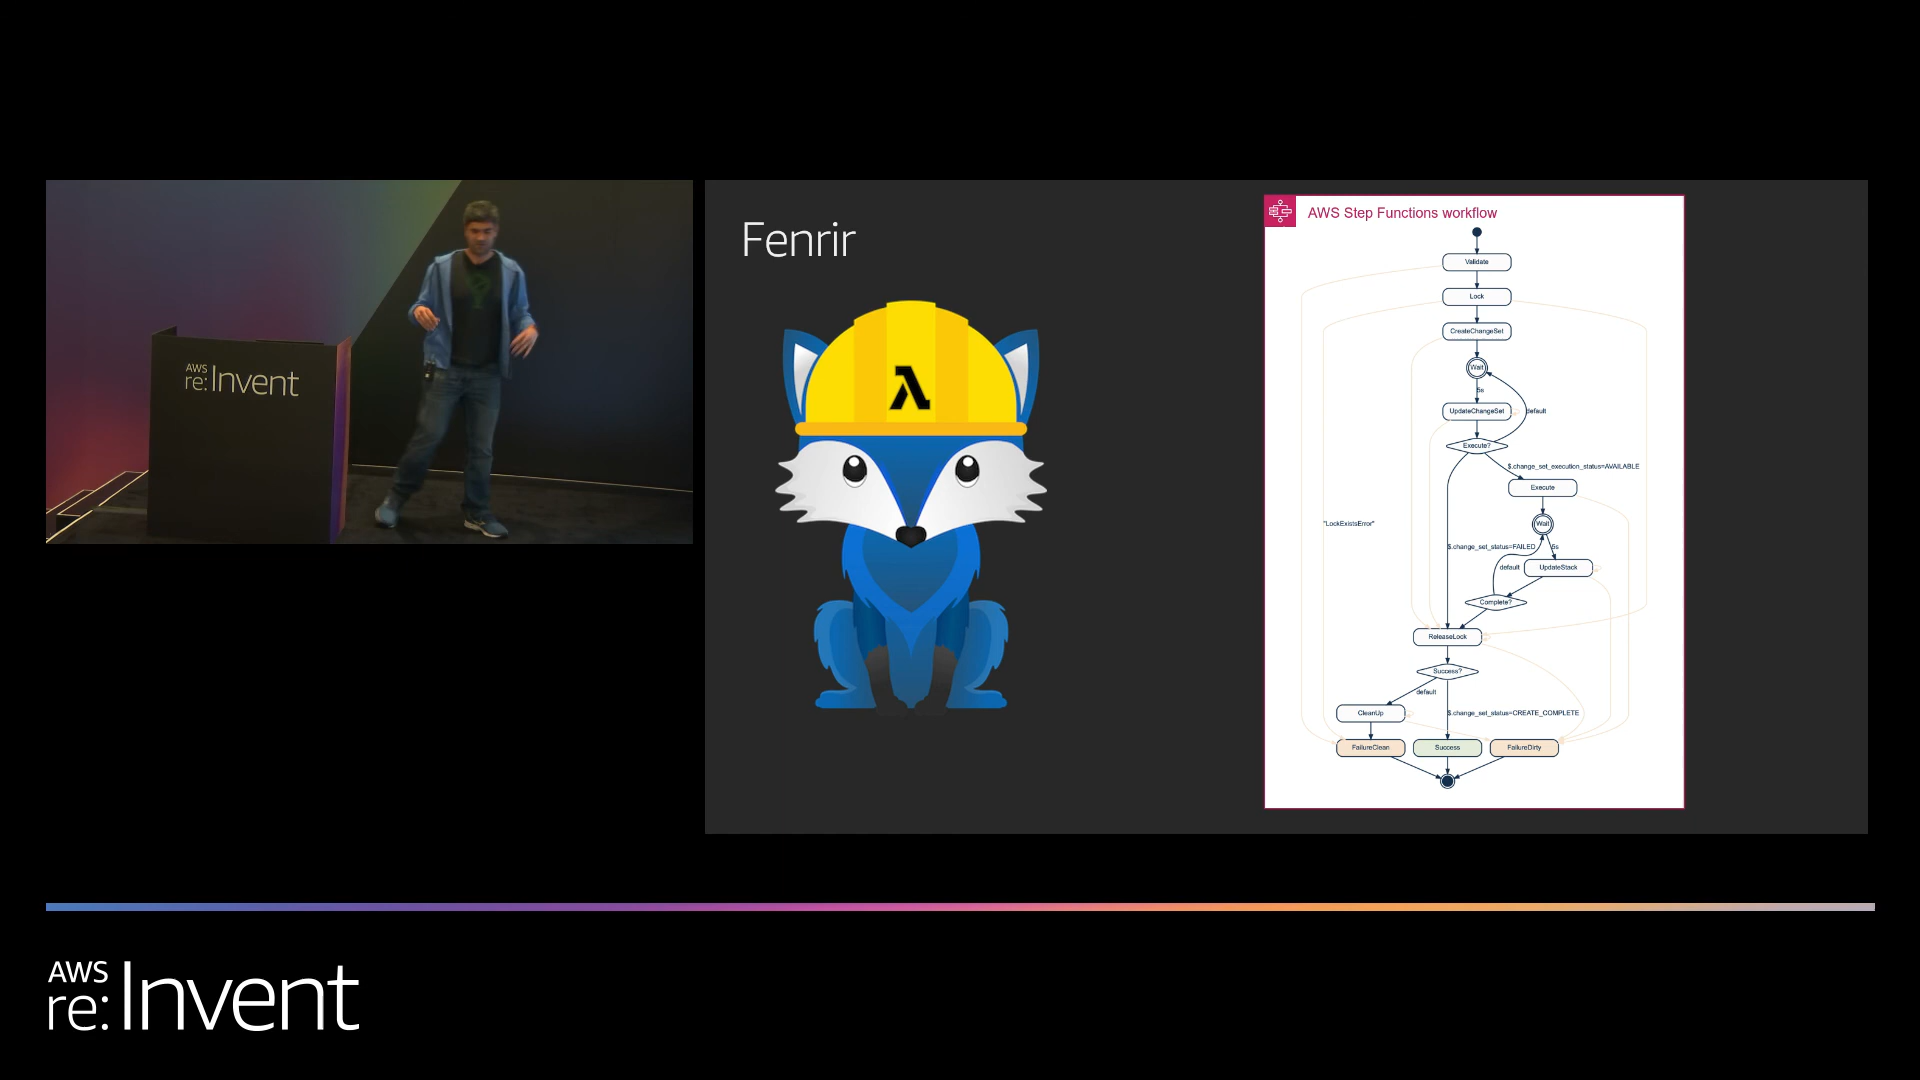 AWS
re:Invent
Fenrir
λ
AWS Step Functions workflow
Validate
Lock
CreateChangeSet
Wait
5s
UpdateChangeSet
default
Execute?
$.change_set_execution_status=AVAILABLE
Execute
"LockExistsError"
Wait
$.change_set_status=FAILED
5s
default
UpdateStack
Complete?
ReleaseLock
Success?
default
CleanUp
$.change_set_status=CREATE_COMPLETE
FailureClean
Success
FailureDirty
AWS
re:Invent